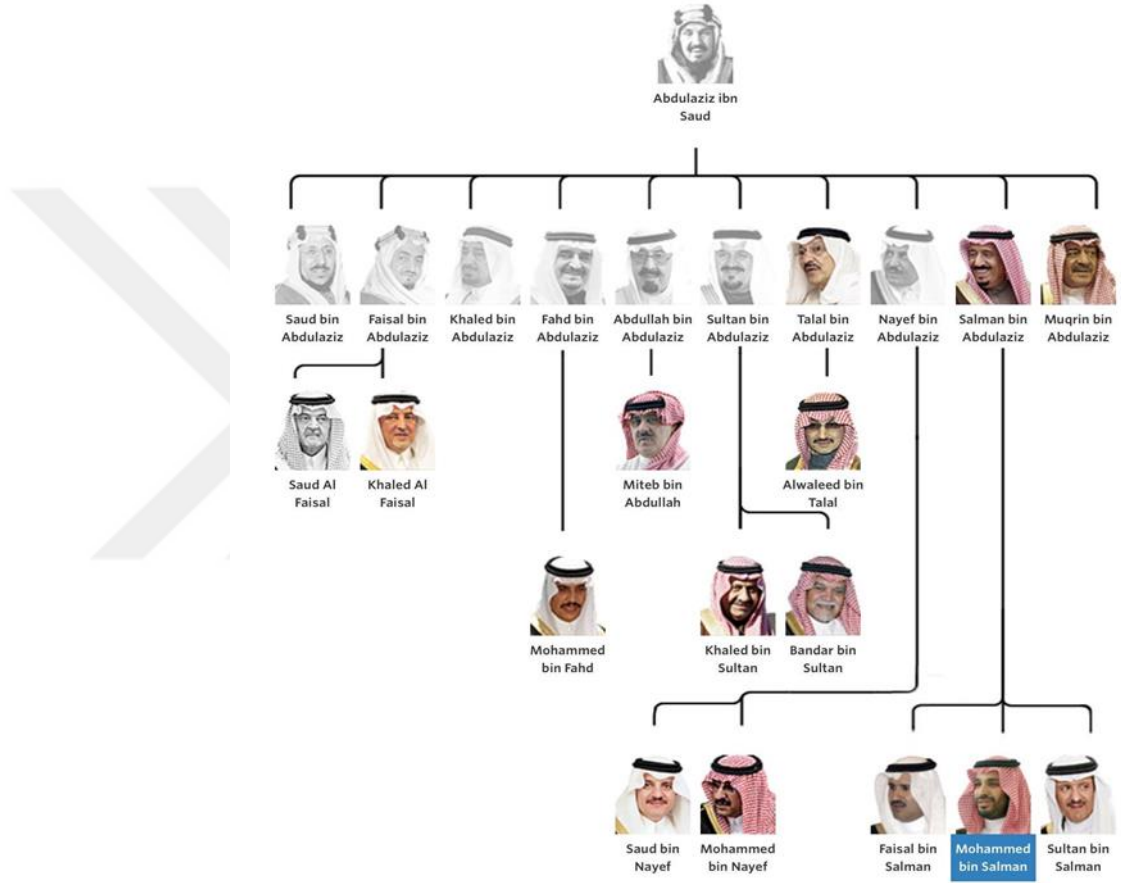 Abdulaziz ibn
Saud
Saud bin
Abdulaziz
Faisal bin
Abdulaziz
Khaled bin
Abdulaziz
Fahd bin
Abdulaziz
Abdullah bin
Abdulaziz
Sultan bin
Abdulaziz
Talal bin
Abdulaziz
Nayef bin
Abdulaziz
Salman bin
Abdulaziz
Muqrin bin
Abdulaziz
Saud Al
Faisal
Khaled Al
Faisal
Miteb bin
Abdullah
Alwaleed bin
Talal
Mohammed
bin Fahd
Khaled bin
Sultan
Bandar bin
Sultan
Saud bin
Nayef
Mohammed
bin Nayef
Faisal bin
Salman
Mohammed
bin Salman
Sultan bin
Salman